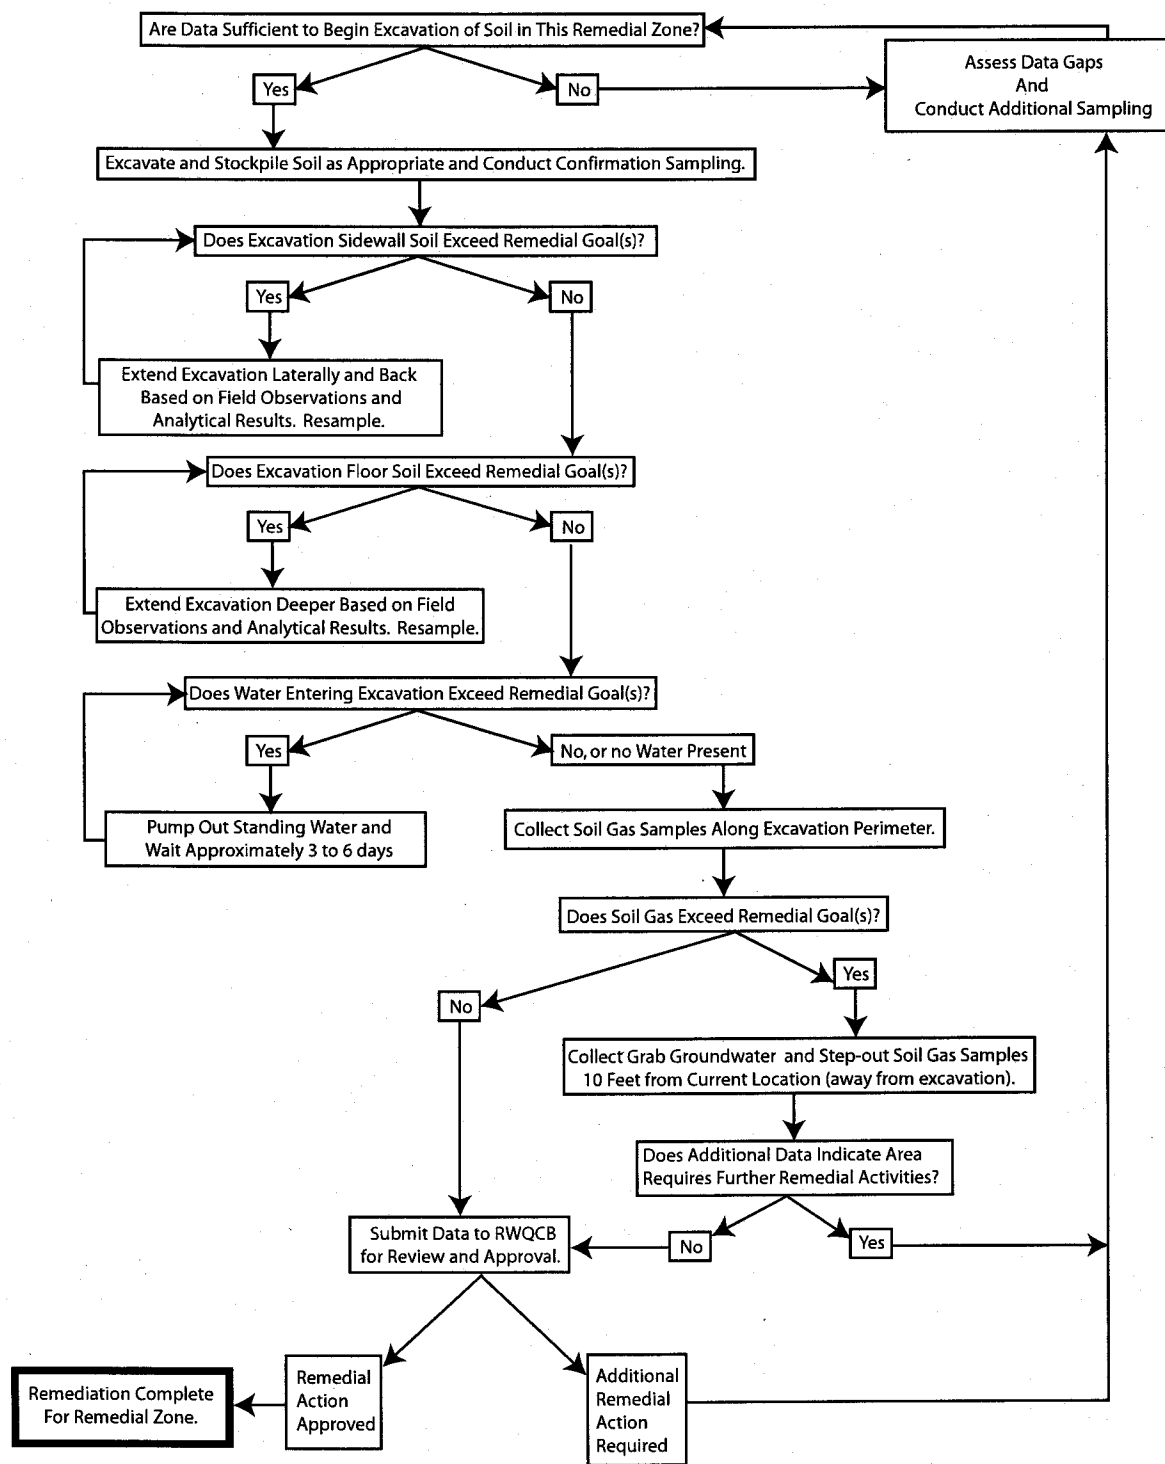 Are Data Sufficient to Begin Excavation of Soil in This Remedial Zone?
Assess Data Gaps
And
Conduct Additional Sampling
Yes
No
Excavate and Stockpile Soil as Appropriate and Conduct Confirmation Sampling.
Does Excavation Sidewall Soil Exceed Remedial Goal(s)?
Yes
No
Extend Excavation Laterally and Back
Based on Field Observations and
Analytical Results. Resample.
Does Excavation Floor Soil Exceed Remedial Goal(s)?
Yes
No
Extend Excavation Deeper Based on Field
Observations and Analytical Results. Resample.
Does Water Entering Excavation Exceed Remedial Goal(s)?
Yes
No, or no Water Present
Pump Out Standing Water and
Wait Approximately 3 to 6 days
Collect Soil Gas Samples Along Excavation Perimeter.
Does Soil Gas Exceed Remedial Goal(s)?
Yes
No
Collect Grab Groundwater and Step-out Soil Gas Samples
10 Feet from Current Location (away from excavation).
Does Additional Data Indicate Area
Requires Further Remedial Activities?
Submit Data to RWQCB
for Review and Approval.
No
Yes
Remediation Complete
For Remedial Zone.
Remedial
Action
Approved
Additional
Remedial
Action
Required